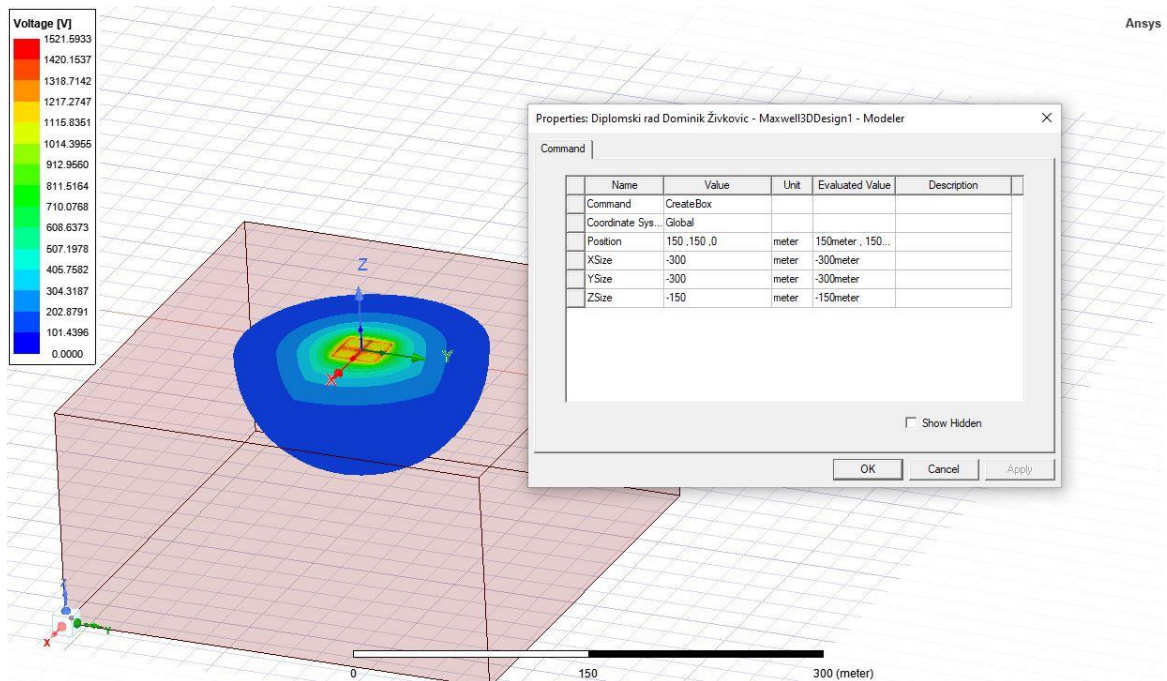 Voltage [V]
1521.5933
1420.1537
1318.7142
1217.2747
1115.8351
1014.3955
912.9560
811.5164
710.0768
608.6373
507.1978
405.7582
304.3187
202.8791
101.4396
0.0000
Ansys
Properties: Diplomski rad Dominik Živkovic - Maxwell3DDesign1 - Modeler
Command
Name Value Unit Evaluated Value Description
Command CreateBox
Coordinate Sys... Global
Position 150 ,150 ,0 meter 150meter , 150...
XSize -300 meter -300meter
YSize -300 meter -300meter
ZSize -150 meter -150meter
Show Hidden
OK Cancel Apply
Z
Y
X
Z
Y
X
0 150 300 (meter)